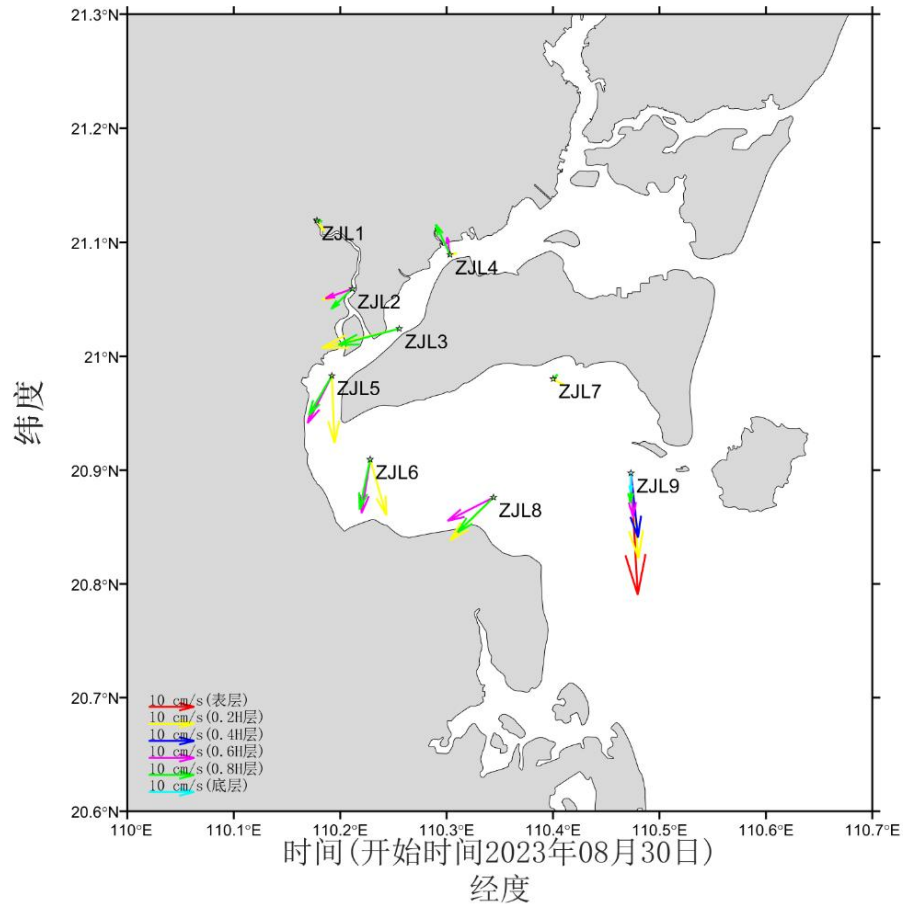 21.3°N
21.2°N
21.1°N
21°N
20.9°N
20.8°N
20.7°N
20.6°N
纬度
ZJL1
ZJL4
ZJL2
ZJL3
ZJL5
ZJL7
ZJL6
ZJL9
ZJL8
10 cm/s(表层)
10 cm/s(0.2H层)
10 cm/s(0.4H层)
10 cm/s(0.6H层)
10 cm/s(0.8H层)
10 cm/s(底层)
110°E 110.1°E 110.2°E 110.3°E 110.4°E 110.5°E 110.6°E 110.7°E
时间(开始时间2023年08月30日)
经度